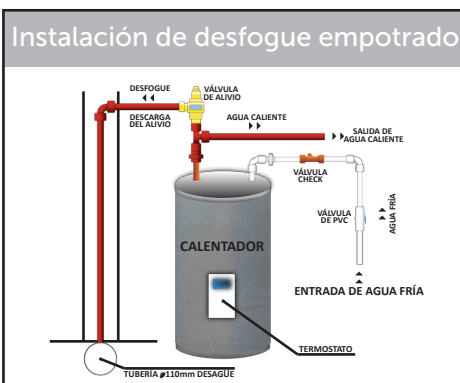 Instalación de desfogue empotrado
DESFOGUE
DESCARGA
DEL ALIVIO
VÁLVULA
DE ALIVIO
AGUA CALIENTE
SALIDA DE
AGUA CALIENTE
VÁLVULA
CHECK
VÁLVULA
DE PVC
AGUA FRÍA
CALENTADOR
ENTRADA DE AGUA FRÍA
TERMOSTATO
TUBERÍA ø110mm DESAGÜE